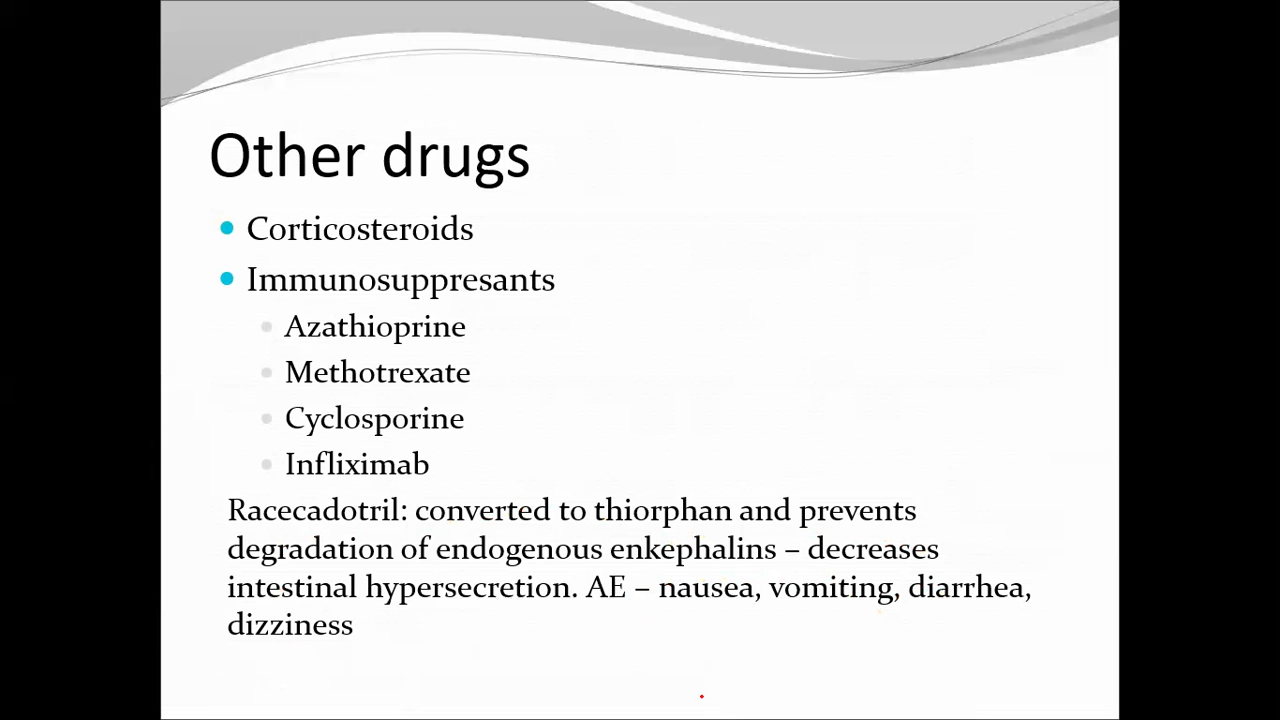 Other drugs
Corticosteroids
Immunosuppresants
Azathioprine
Methotrexate
Cyclosporine
Infliximab
Racecadotril: converted to thiorphan and prevents
degradation of endogenous enkephalins – decreases
intestinal hypersecretion. AE – nausea, vomiting, diarrhea,
dizziness